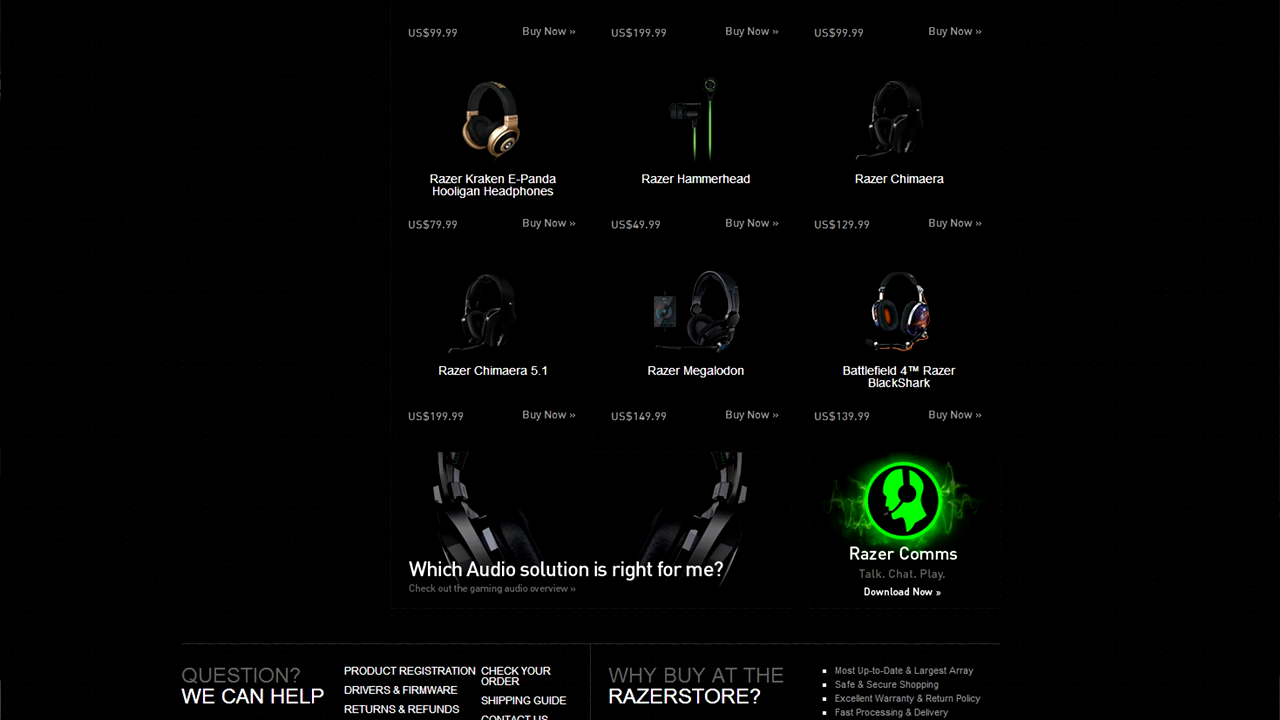 US$99.99 Buy Now »
US$199.99 Buy Now »
US$99.99 Buy Now »
Razer Kraken E-Panda
Hooligan Headphones
Razer Hammerhead
Razer Chimaera
US$79.99 Buy Now »
US$49.99 Buy Now »
US$129.99 Buy Now »
Razer Chimaera 5.1
Razer Megalodon
Battlefield 4™ Razer
BlackShark
US$199.99 Buy Now »
US$149.99 Buy Now »
US$139.99 Buy Now »
Which Audio solution is right for me?
Check out the gaming audio overview »
Razer Comms
Talk. Chat. Play.
Download Now »
QUESTION?
WE CAN HELP
PRODUCT REGISTRATION
DRIVERS & FIRMWARE
RETURNS & REFUNDS
CHECK YOUR
ORDER
SHIPPING GUIDE
CONTACT US
WHY BUY AT THE
RAZERSTORE?
Most Up-to-Date & Largest Array
Safe & Secure Shopping
Excellent Warranty & Return Policy
Fast Processing & Delivery